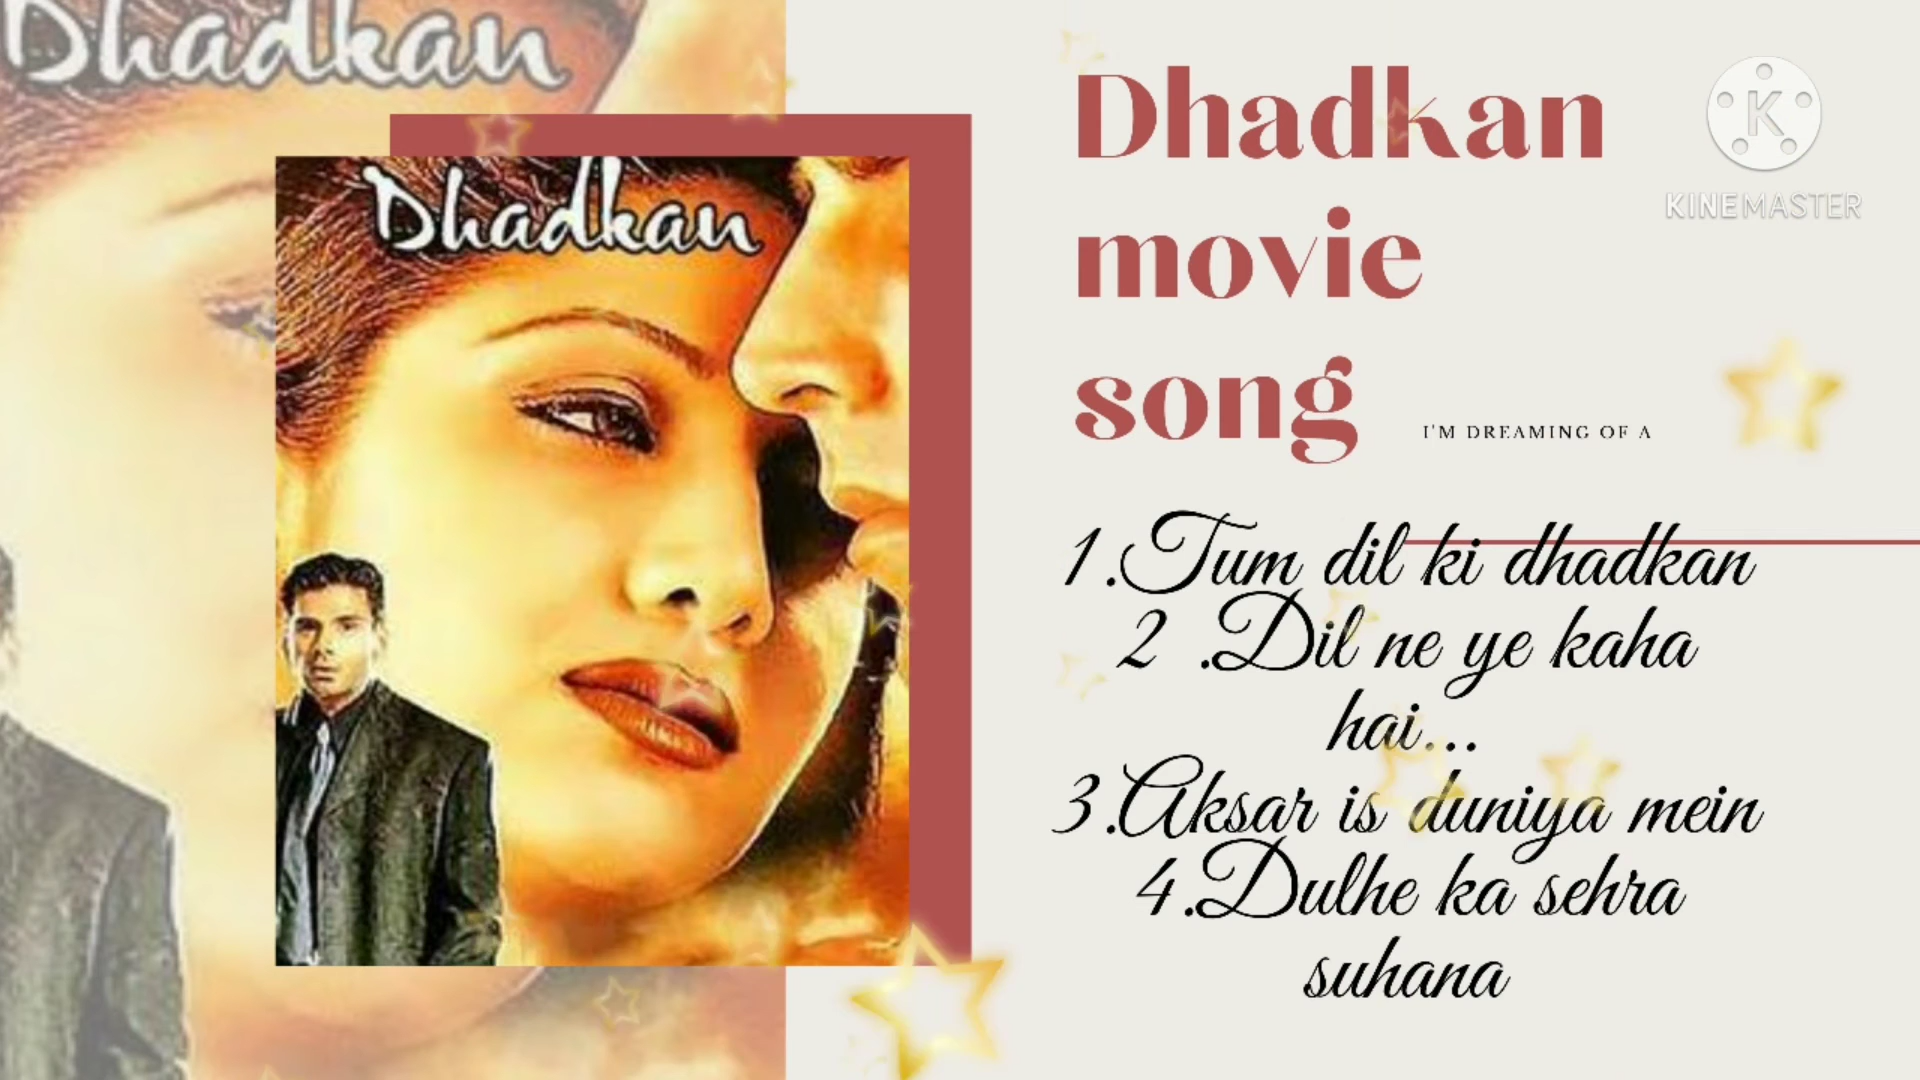 Dhadkan
Dhadkan
Dhadkan
movie
song
I'M DREAMING OF A
K
KINEMASTER
1.Tum dil ki dhadkan
2 .Dil ne ye kaha
hai...
3.Aksar is duniya mein
4.Dulhe ka sehra
suhana